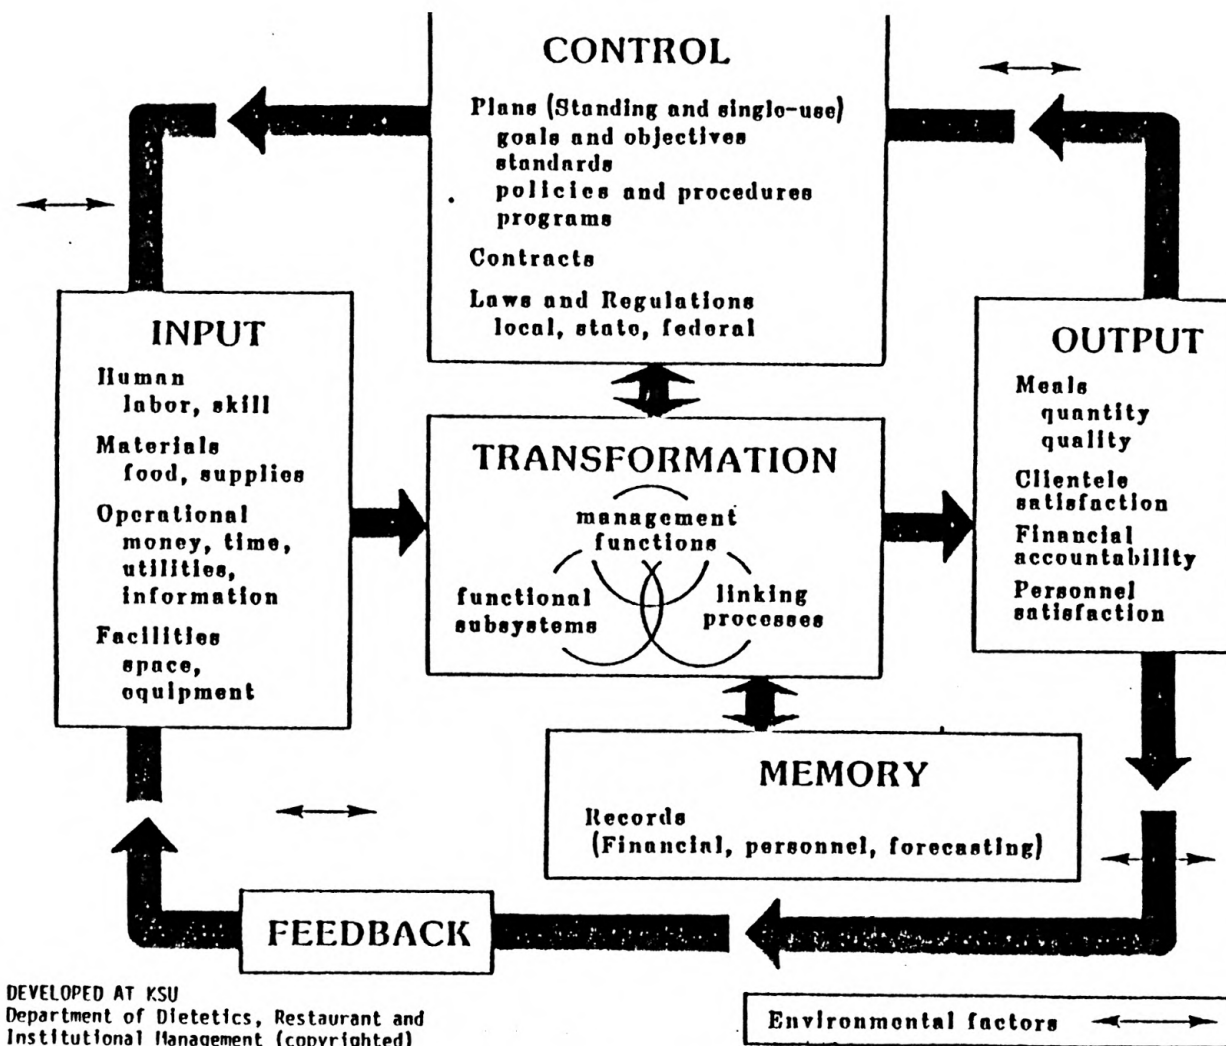 CONTROL
Plans (Standing and single-use)
goals and objectives
standards
policies and procedures
programs
Contracts
Laws and Regulations
local, state, federal
INPUT
Human
labor, skill
Materials
food, supplies
Operational
money, time,
utilities,
information
Facilities
space,
equipment
TRANSFORMATION
management
functions
functional
subsystems
linking
processes
OUTPUT
Meals
quantity
quality
Clientele
satisfaction
Financial
accountability
Personnel
satisfaction
MEMORY
Records
(Financial, personnel, forecasting)
FEEDBACK
DEVELOPED AT KSU
Department of Dietetics, Restaurant and
Institutional Management (copyrighted)
Environmental factors